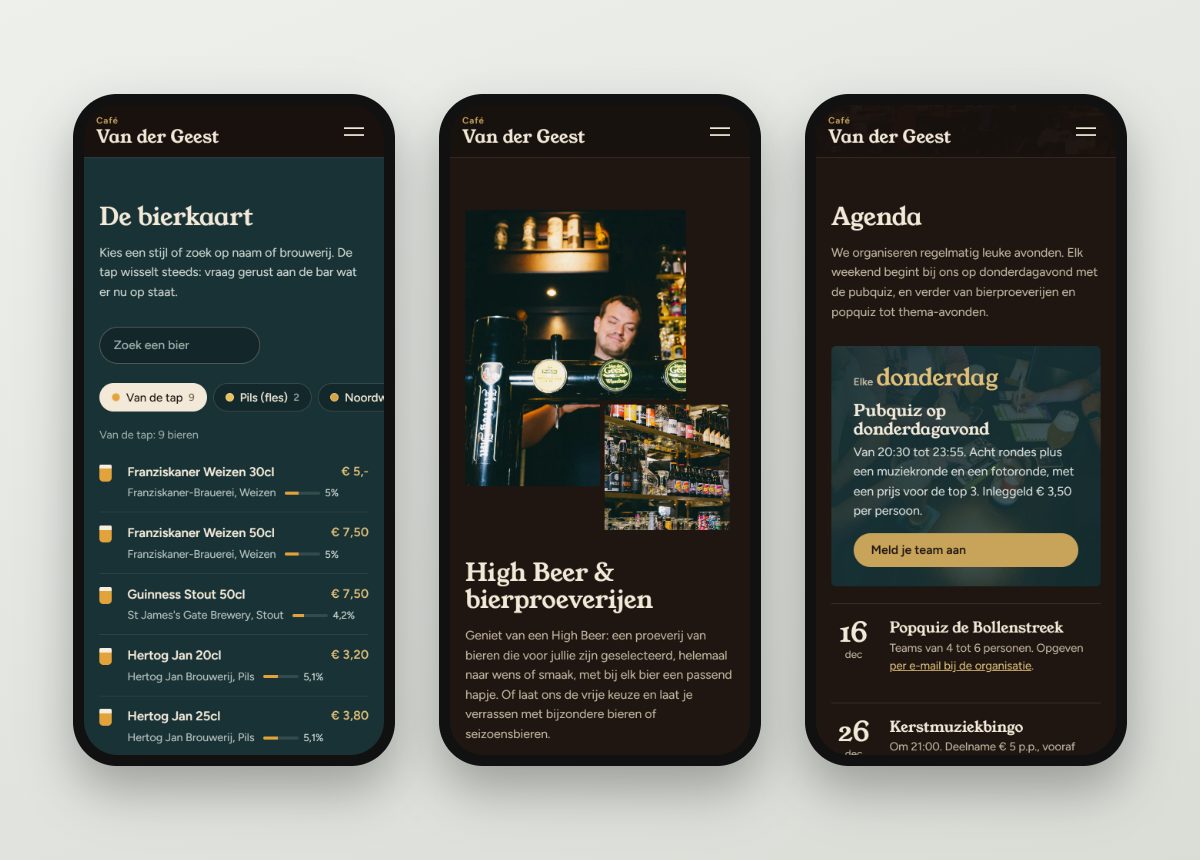 Café
Van der Geest
De bierkaart
Kies een stijl of zoek op naam of brouwerij. De
tap wisselt steeds: vraag gerust aan de bar wat
er nu op staat.
Zoek een bier
Van de tap 9
Pils (fles) 2
Noordw
Van de tap: 9 bieren
Franziskaner Weizen 30cl € 5,-
Franziskaner-Brauerei, Weizen 5%
Franziskaner Weizen 50cl € 7,50
Franziskaner-Brauerei, Weizen 5%
Guinness Stout 50cl € 7,50
St James's Gate Brewery, Stout 4,2%
Hertog Jan 20cl € 3,20
Hertog Jan Brouwerij, Pils 5,1%
Hertog Jan 25cl € 3,80
Hertog Jan Brouwerij, Pils 5,1%
Café
Van der Geest
Geest
High Beer &
bierproeverijen
Geniet van een High Beer: een proeverij van
bieren die voor jullie zijn geselecteerd, helemaal
naar wens of smaak, met bij elk bier een passend
hapje. Of laat ons de vrije keuze en laat je
verrassen met bijzondere bieren of
seizoensbieren.
Café
Van der Geest
Agenda
We organiseren regelmatig leuke avonden. Elk
weekend begint bij ons op donderdagavond met
de pubquiz, en verder van bierproeverijen en
popquiz tot thema-avonden.
Elke donderdag
Pubquiz op
donderdagavond
Van 20:30 tot 23:55. Acht rondes plus
een muziekronde en een fotoronde, met
een prijs voor de top 3. Inleggeld € 3,50
per persoon.
Meld je team aan
16
dec
Popquiz de Bollenstreek
Teams van 4 tot 6 personen. Opgeven
per e-mail bij de organisatie.
26
dec
Kerstmuziekbingo
Om 21:00. Deelname € 5 p.p., vooraf